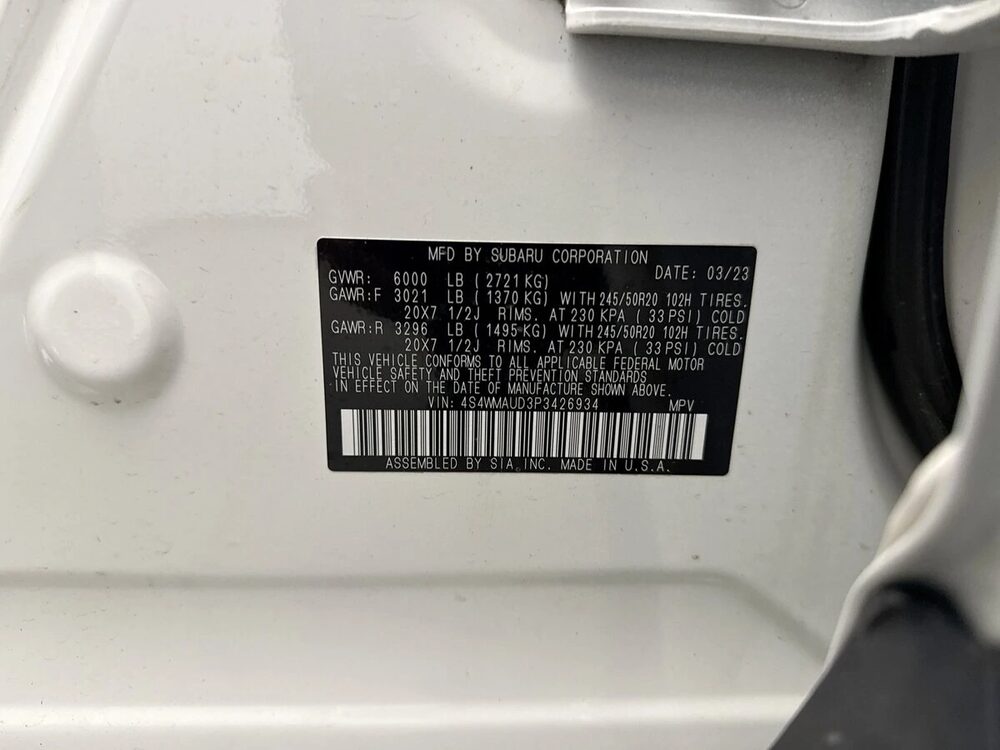 MFD BY SUBARU CORPORATION
DATE: 03/23
GVWR: 6000 LB ( 2721 KG)
GAWR:F 3021 LB ( 1370 KG) WITH 245/50R20 102H TIRES.
20X7 1/2J RIMS. AT 230 KPA ( 33 PSI) COLD
GAWR:R 3296 LB ( 1495 KG) WITH 245/50R20 102H TIRES.
20X7 1/2J RIMS. AT 230 KPA ( 33 PSI) COLD
THIS VEHICLE CONFORMS TO ALL APPLICABLE FEDERAL MOTOR
VEHICLE SAFETY AND THEFT PREVENTION STANDARDS
IN EFFECT ON THE DATE OF MANUFACTURE SHOWN ABOVE.
VIN: 4S4WMAUD3P3426934 MPV
ASSEMBLED BY SIA, INC. MADE IN U.S.A.